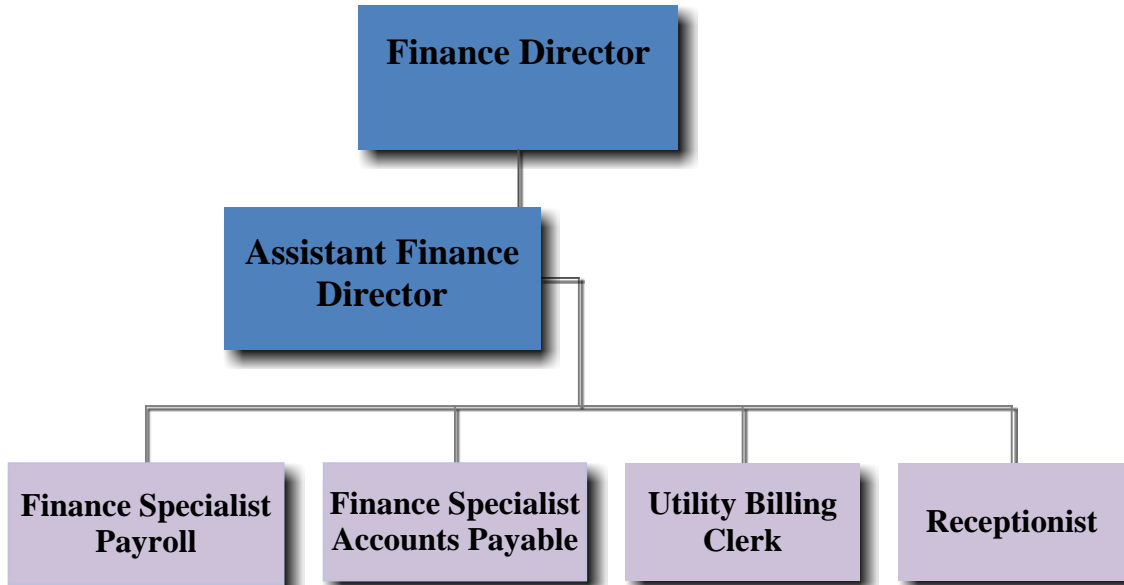 Finance Director
Assistant Finance
Director
Finance Specialist
Payroll
Finance Specialist
Accounts Payable
Utility Billing
Clerk
Receptionist